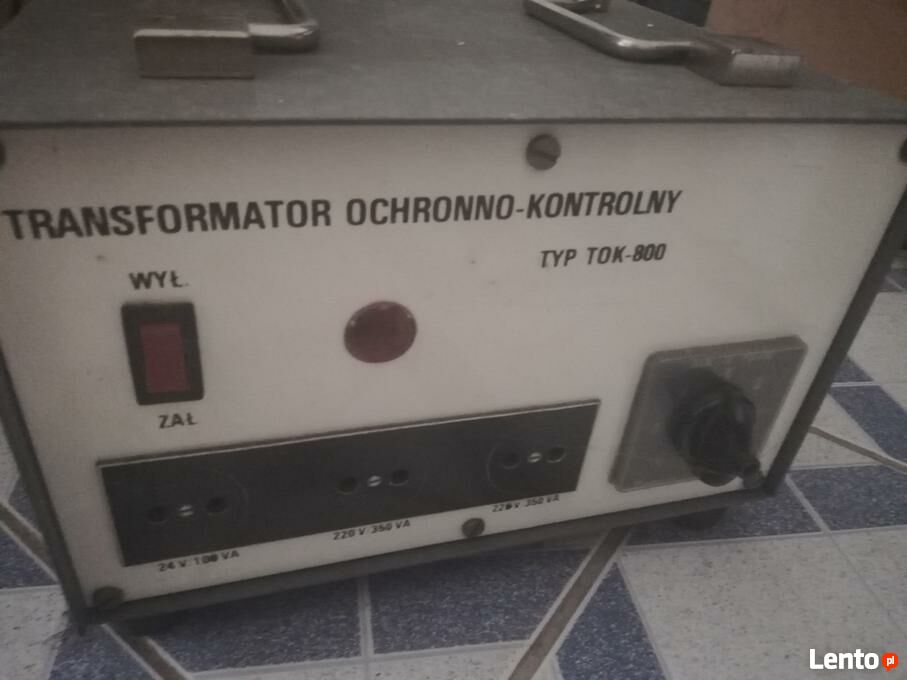 TRANSFORMATOR OCHRONNO-KONTROLNY
TYP TOK-800
WYŁ.
ZAŁ
24 V/100 VA
220 V/350 VA
220 V/350 VA
Lento pl